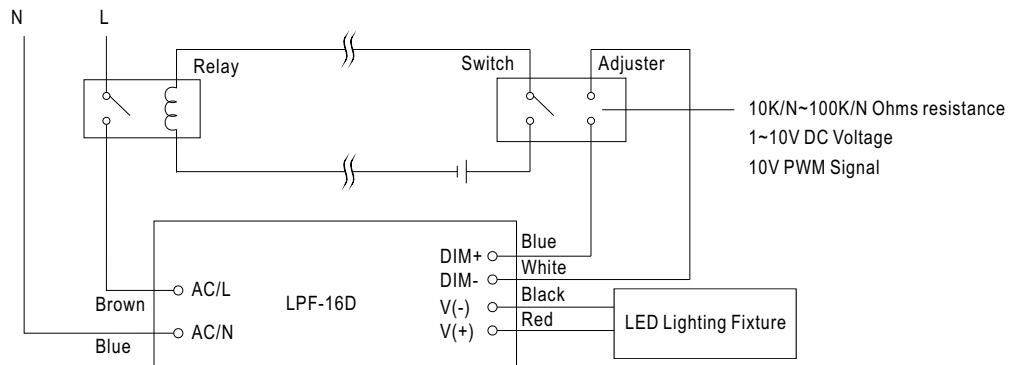 N
L
Relay
Switch
Adjuster
10K/N~100K/N Ohms resistance
1~10V DC Voltage
10V PWM Signal
Brown
Blue
AC/L
AC/N
LPF-16D
DIM+
DIM-
V(-)
V(+)
Blue
White
Black
Red
LED Lighting Fixture